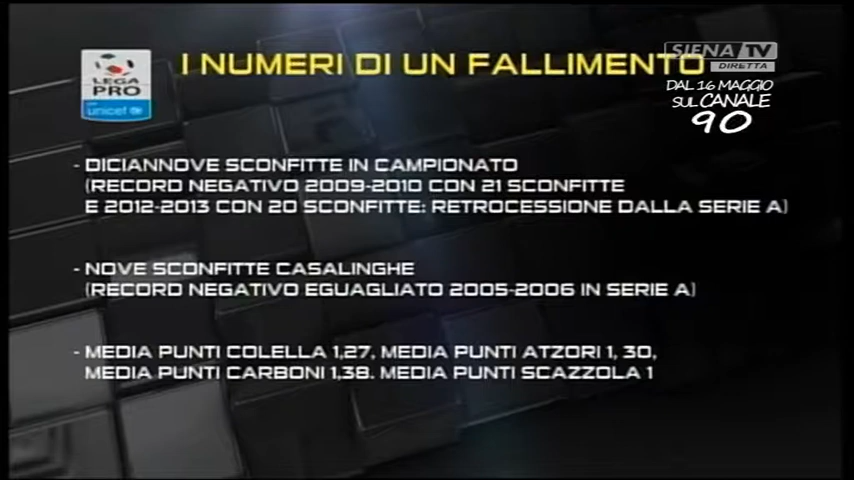 I NUMERI DI UN FALLIMENTO
SIENA TV
DIRETTA
DAL 16 MAGGIO
SUL CANALE
90
LEGA
PRO
unicef
- DICIANNOVE SCONFITTE IN CAMPIONATO
(RECORD NEGATIVO 2009-2010 CON 21 SCONFITTE
E 2012-2013 CON 20 SCONFITTE: RETROCESSIONE DALLA SERIE A)
- NOVE SCONFITTE CASALINGHE
(RECORD NEGATIVO EGUAGLIATO 2005-2006 IN SERIE A)
- MEDIA PUNTI COLELLA 1,27, MEDIA PUNTI ATZORI 1, 30,
MEDIA PUNTI CARBONI 1,38. MEDIA PUNTI SCAZZOLA 1